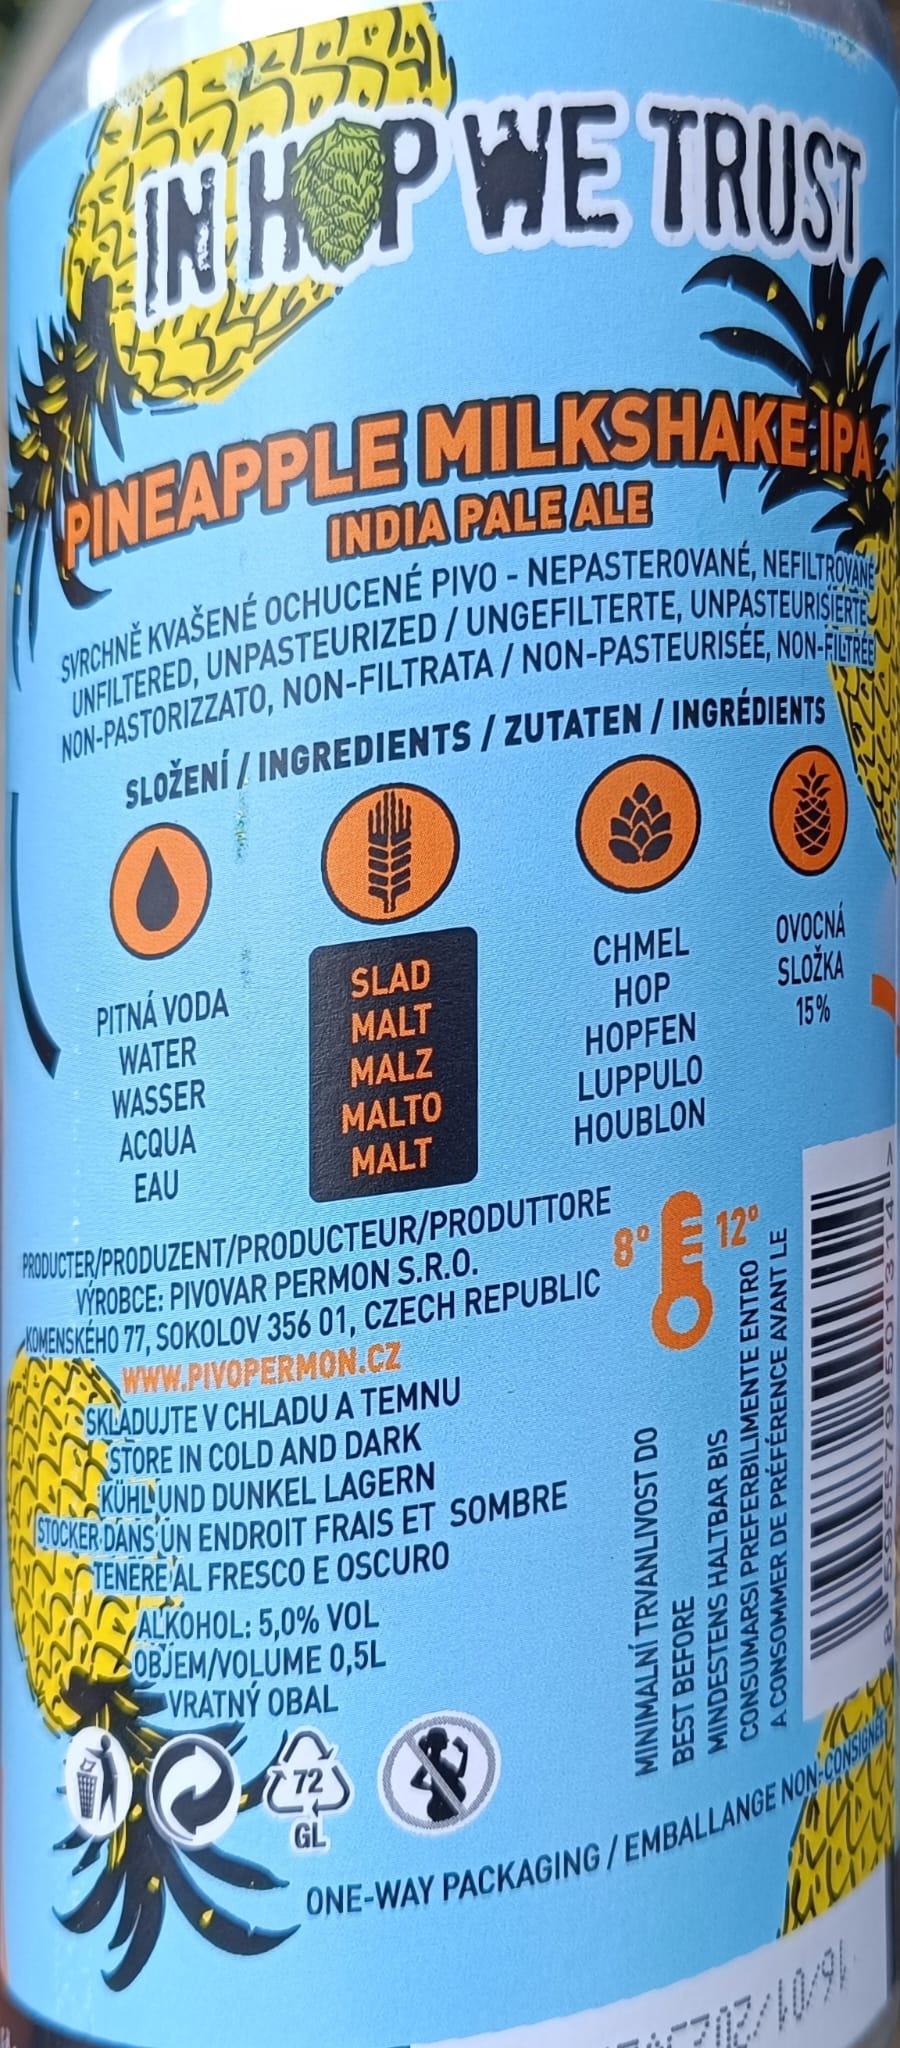 IN HOP WE TRUST
PINEAPPLE MILKSHAKE IPA
INDIA PALE ALE
SVRCHNĚ KVAŠENÉ OCHUCENÉ PIVO - NEPASTEROVANÉ, NEFILTROVANÉ
UNFILTERED, UNPASTEURIZED / UNGEFILTERTE, UNPASTEURISIERTE
NON-PASTORIZZATO, NON-FILTRATA / NON-PASTEURISÉE, NON-FILTRÉE
SLOŽENÍ / INGREDIENTS / ZUTATEN / INGRÉDIENTS
PITNÁ VODA
WATER
WASSER
ACQUA
EAU
SLAD
MALT
MALZ
MALTO
MALT
CHMEL
HOP
HOPFEN
LUPPULO
HOUBLON
OVOCNÁ
SLOŽKA
15%
PRODUCTER/PRODUZENT/PRODUCTEUR/PRODUTTORE
VÝROBCE: PIVOVAR PERMON S.R.O.
KOMENSKÉHO 77, SOKOLOV 356 01, CZECH REPUBLIC
WWW.PIVOPERMON.CZ
SKLADUJTE V CHLADU A TEMNU
STORE IN COLD AND DARK
KÜHL UND DUNKEL LAGERN
STOCKER DANS UN ENDROIT FRAIS ET SOMBRE
TENERE AL FRESCO E OSCURO
ALKOHOL: 5,0% VOL
OBJEM/VOLUME 0,5L
VRATNÝ OBAL
8° 12°
MINIMALNÍ TRVANLIVOST DO
BEST BEFORE
MINDESTENS HALTBAR BIS
CONSUMARSI PREFERBILIMENTE ENTRO
A CONSOMMER DE PRÉFÉRENCE AVANT LE
72
GL
ONE-WAY PACKAGING / EMBALLANGE NON-CONSIGNÉE